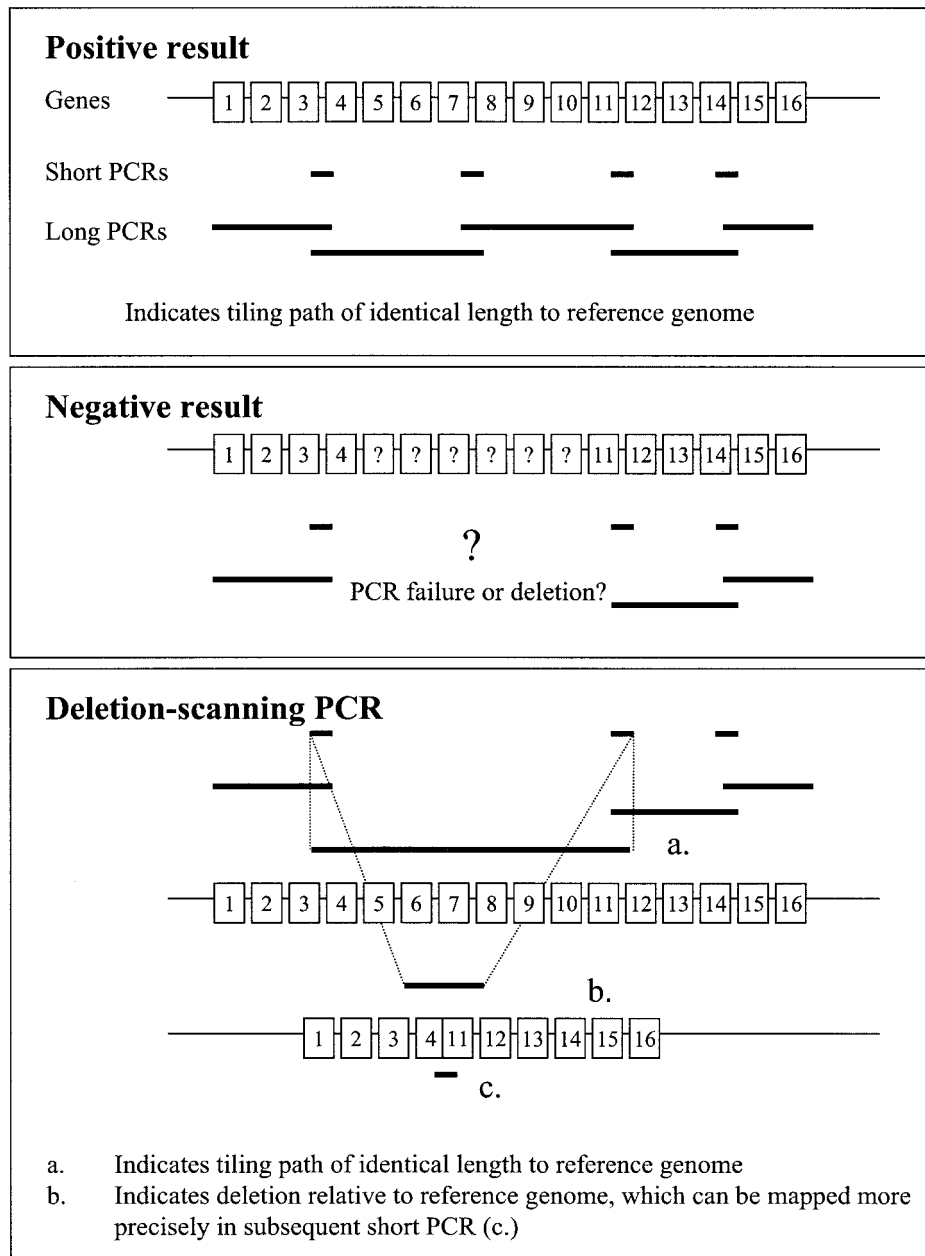 Positive result
Genes 1 2 3 4 5 6 7 8 9 10 11 12 13 14 15 16
Short PCRs
Long PCRs
Indicates tiling path of identical length to reference genome
Negative result
1 2 3 4 ? ? ? ? ? ? 11 12 13 14 15 16
?
PCR failure or deletion?
Deletion-scanning PCR
a.
1 2 3 4 5 6 7 8 9 10 11 12 13 14 15 16
b.
1 2 3 4 11 12 13 14 15 16
c.
a. Indicates tiling path of identical length to reference genome
b. Indicates deletion relative to reference genome, which can be mapped more
precisely in subsequent short PCR (c.)